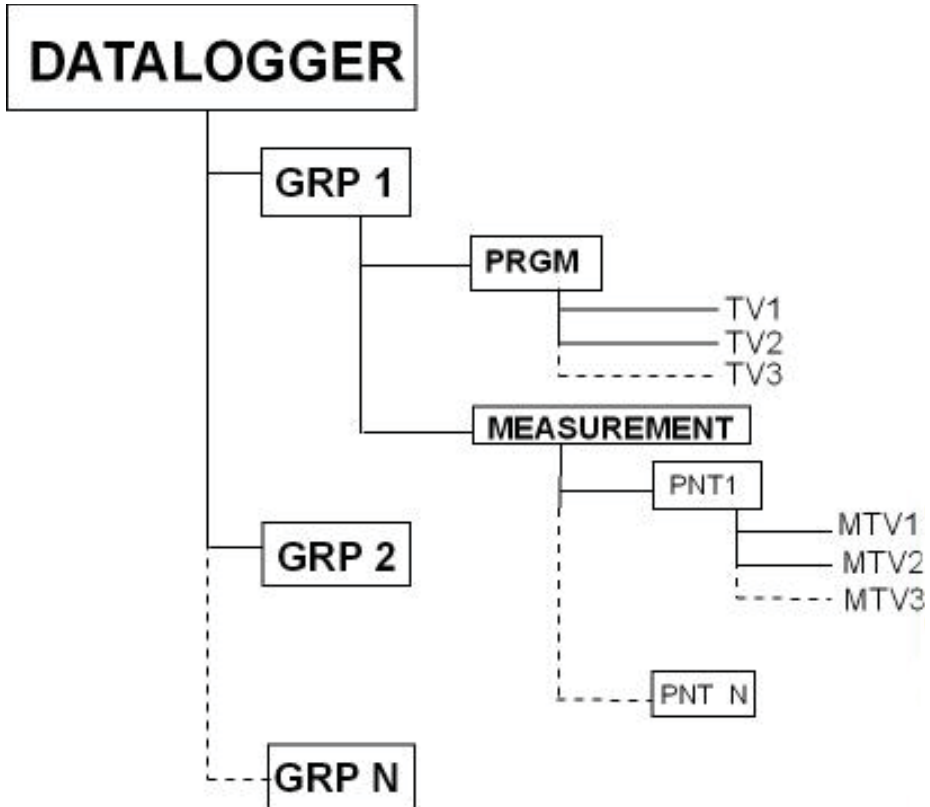 DATALOGGER
GRP 1
PRGM
TV1
TV2
TV3
MEASUREMENT
PNT1
MTV1
MTV2
MTV3
GRP 2
PNT N
GRP N